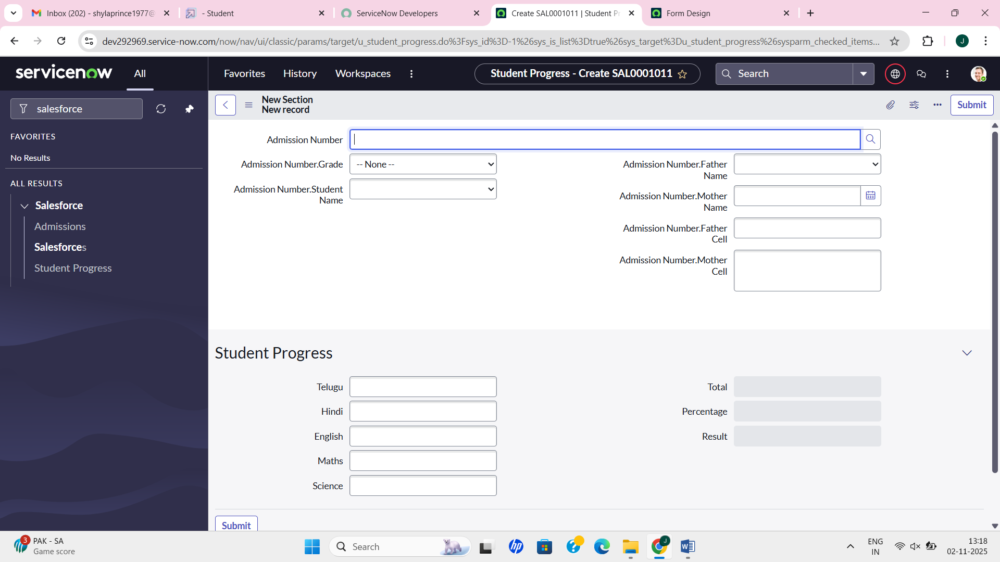 Inbox (202) - shylaprince1977@
- Student
ServiceNow Developers
Create SAL0001011 | Student Pr
Form Design
dev292969.service-now.com/now/nav/ui/classic/params/target/u_student_progress.do%3Fsys_id%3D-1%26sys_is_list%3Dtrue%26sys_target%3Du_student_progress%26sysparm_checked_items...
J
servicenow
All
Favorites
History
Workspaces
Student Progress - Create SAL0001011
Search
salesforce
New Section
New record
Submit
FAVORITES
No Results
ALL RESULTS
Salesforce
Admissions
Salesforces
Student Progress
Admission Number
Admission Number.Grade
-- None --
Admission Number.Student
Name
Admission Number.Father
Name
Admission Number.Mother
Name
Admission Number.Father
Cell
Admission Number.Mother
Cell
Student Progress
Telugu
Hindi
English
Maths
Science
Total
Percentage
Result
Submit
3
PAK - SA
Game score
Search
hp
J
W
ENG
IN
13:18
02-11-2025